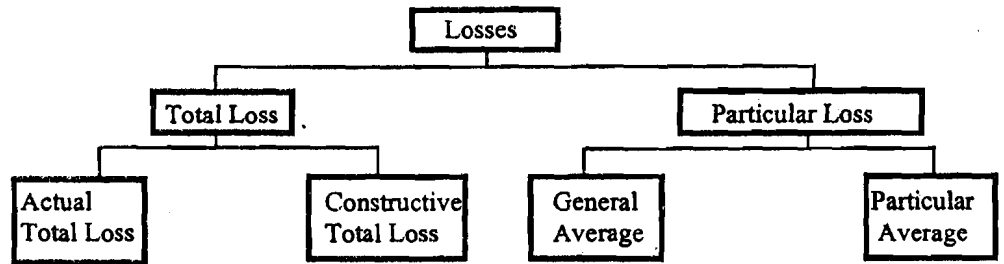 Losses
Total Loss
Particular Loss
Actual
Total Loss
Constructive
Total Loss
General
Average
Particular
Average